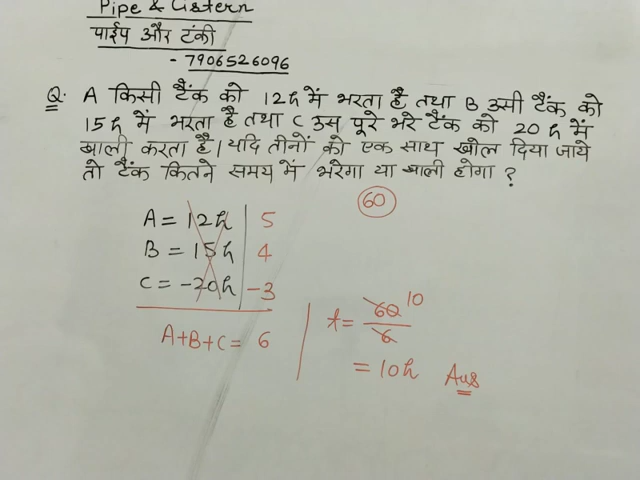 Pipe & Cistern
पाईप और टंकी
- 7906526096
Q. A किसी टैंक को 12h में भरता है तथा B उसी टैंक को
15h में भरता है तथा C उस पूरे भरे टैंक को 20h में
खाली करता है। यदि तीनों को एक साथ खोल दिया जाये
तो टैंक कितने समय में भरेगा या खाली होगा ?
60
A = 12h 5
B = 15h 4
C = -20h -3
A+B+C = 6
t = 60/6 10
= 10h Ans